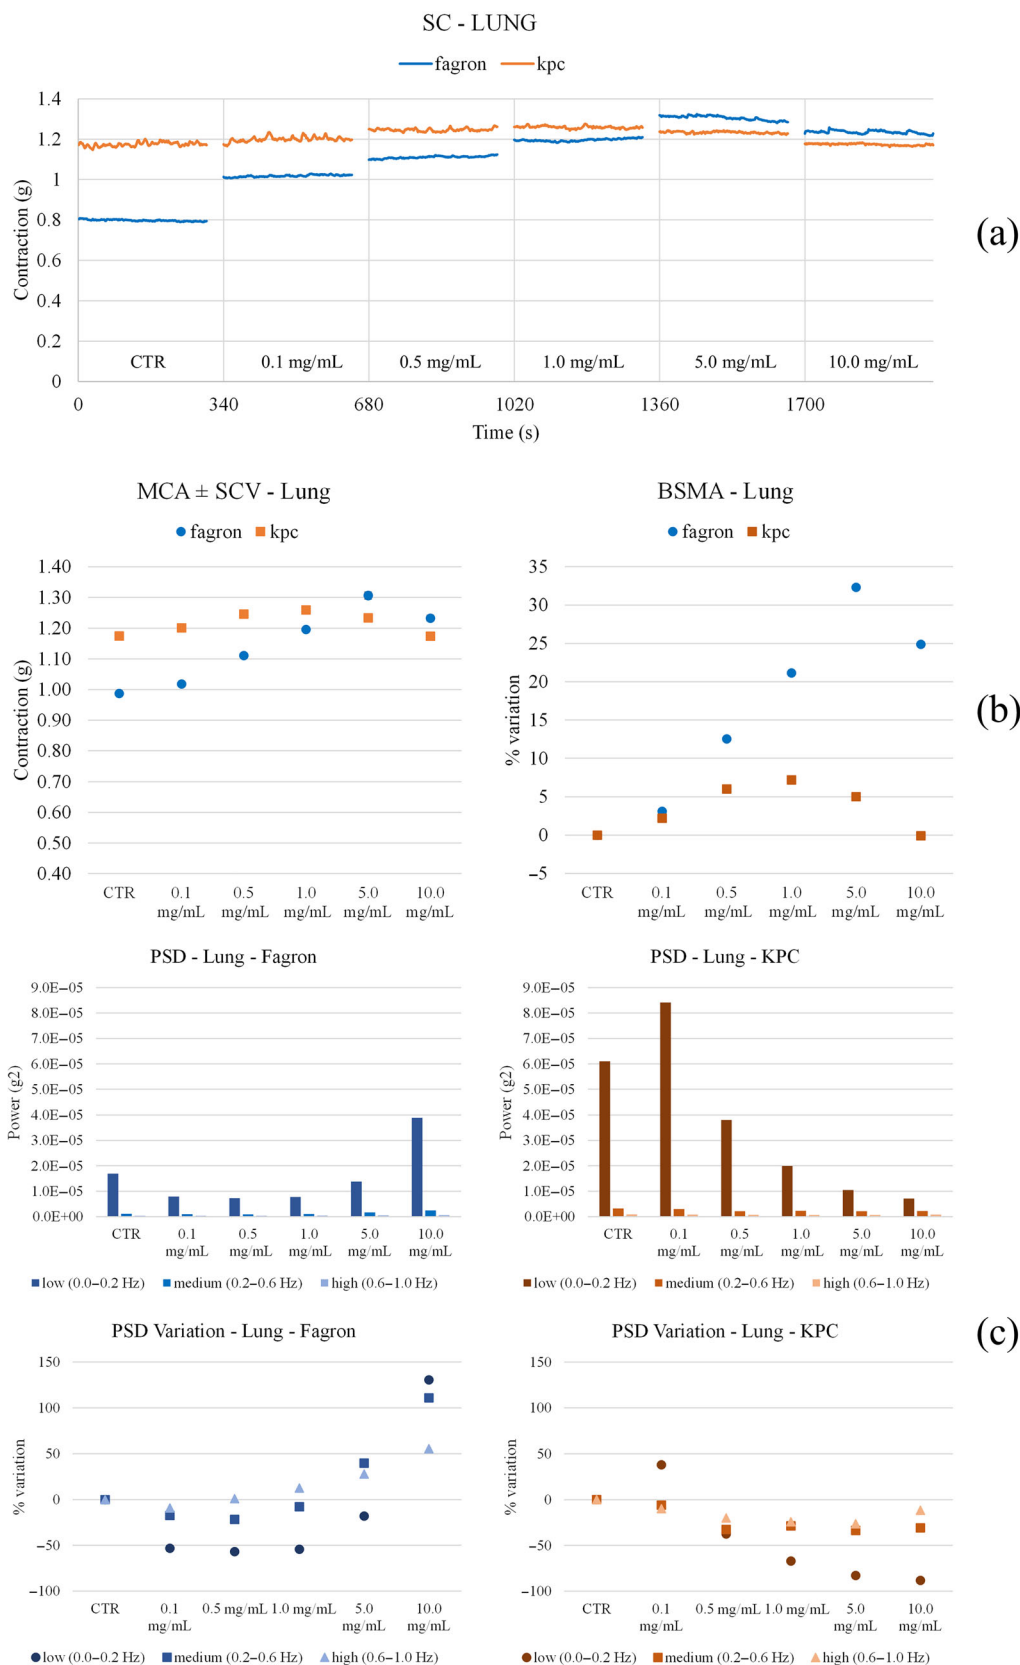 SC - LUNG
fagron kpc
1.4
1.2
1
0.8
0.6
0.4
0.2
0
Contraction (g)
CTR 0.1 mg/mL 0.5 mg/mL 1.0 mg/mL 5.0 mg/mL 10.0 mg/mL
0 340 680 1020 1360 1700
Time (s)
(a)
MCA ± SCV - Lung
fagron kpc
1.40
1.30
1.20
1.10
1.00
0.90
0.80
0.70
0.60
0.50
0.40
Contraction (g)
CTR 0.1 0.5 1.0 5.0 10.0
mg/mL mg/mL mg/mL mg/mL mg/mL
BSMA - Lung
fagron kpc
35
30
25
20
15
10
5
0
−5
% variation
CTR 0.1 0.5 1.0 5.0 10.0
mg/mL mg/mL mg/mL mg/mL mg/mL
(b)
PSD - Lung - Fagron
9.0E−05
8.0E−05
7.0E−05
6.0E−05
5.0E−05
4.0E−05
3.0E−05
2.0E−05
1.0E−05
0.0E+00
Power (g2)
CTR 0.1 0.5 1.0 5.0 10.0
mg/mL mg/mL mg/mL mg/mL mg/mL
low (0.0–0.2 Hz) medium (0.2–0.6 Hz) high (0.6–1.0 Hz)
PSD - Lung - KPC
9.0E−05
8.0E−05
7.0E−05
6.0E−05
5.0E−05
4.0E−05
3.0E−05
2.0E−05
1.0E−05
0.0E+00
Power (g2)
CTR 0.1 0.5 1.0 5.0 10.0
mg/mL mg/mL mg/mL mg/mL mg/mL
low (0.0–0.2 Hz) medium (0.2–0.6 Hz) high (0.6–1.0 Hz)
PSD Variation - Lung - Fagron
150
100
50
0
−50
−100
% variation
CTR 0.1 0.5 mg/mL 1.0 mg/mL 5.0 10.0
mg/mL mg/mL mg/mL
low (0.0–0.2 Hz) medium (0.2–0.6 Hz) high (0.6–1.0 Hz)
PSD Variation - Lung - KPC
150
100
50
0
−50
−100
% variation
CTR 0.1 0.5 mg/mL 1.0 mg/mL 5.0 10.0
mg/mL mg/mL mg/mL
low (0.0–0.2 Hz) medium (0.2–0.6 Hz) high (0.6–1.0 Hz)
(c)